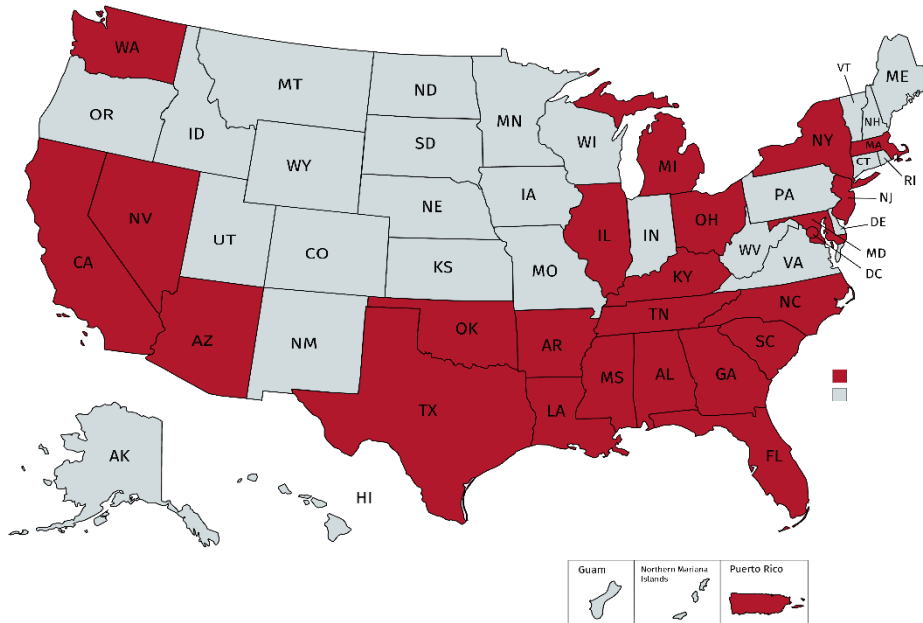 WA
MT
ND
MN
VT
ME
OR
ID
SD
WI
NH
NY
MA
WY
MI
CT
RI
IA
NE
PA
NJ
NV
IL
IN
OH
DE
UT
CO
WV
MD
CA
KS
MO
VA
DC
KY
NC
TN
AZ
OK
NM
AR
SC
MS
AL
GA
TX
LA
FL
AK
HI
Guam
Northern Mariana
Islands
Puerto Rico